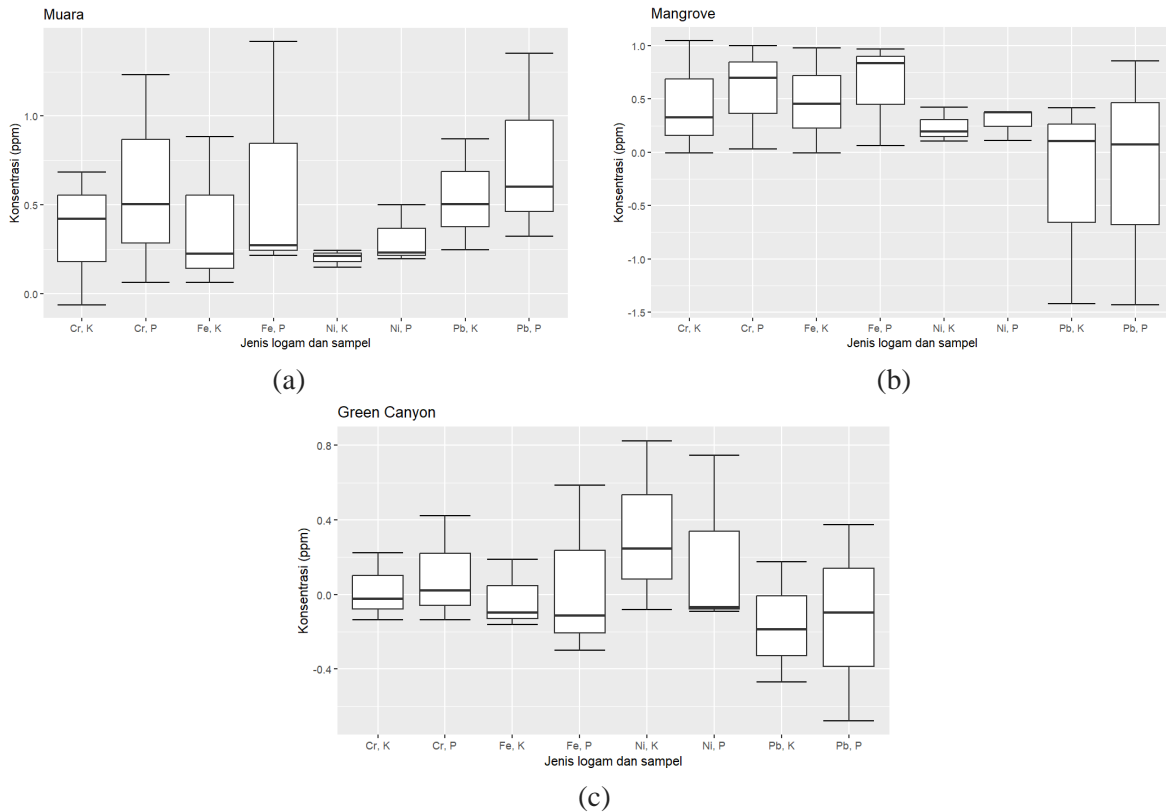 Muara
Konsentrasi (ppm)
1.0
0.5
0.0
Cr, K Cr, P Fe, K Fe, P Ni, K Ni, P Pb, K Pb, P
Jenis logam dan sampel
(a)
Mangrove
Konsentrasi (ppm)
1.0
0.5
0.0
-0.5
-1.0
-1.5
Cr, K Cr, P Fe, K Fe, P Ni, K Ni, P Pb, K Pb, P
Jenis logam dan sampel
(b)
Green Canyon
Konsentrasi (ppm)
0.8
0.4
0.0
-0.4
Cr, K Cr, P Fe, K Fe, P Ni, K Ni, P Pb, K Pb, P
Jenis logam dan sampel
(c)